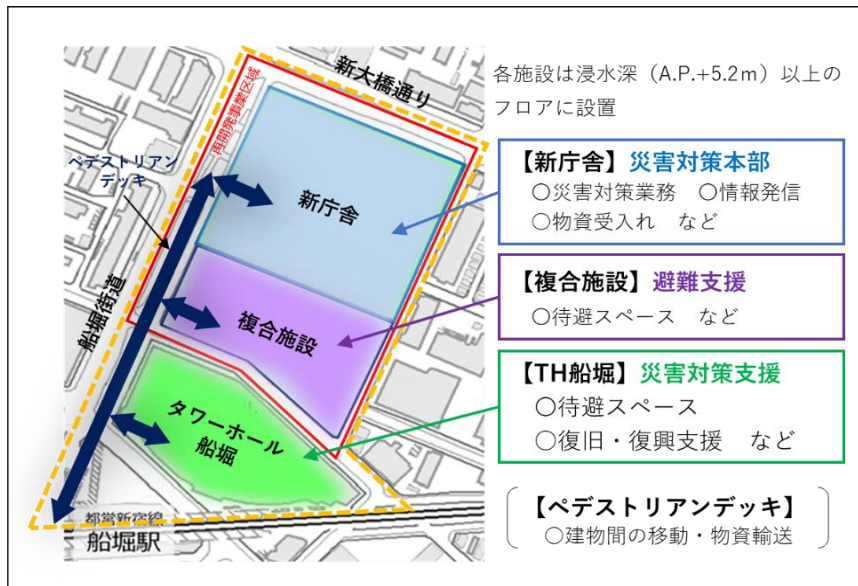 新大橋通り
再開発事業区域
ペデストリアン
デッキ
新庁舎
船堀街道
複合施設
タワーホール
船堀
都営新宿線
船堀駅
各施設は浸水深（A.P.+5.2ｍ）以上の
フロアに設置
【新庁舎】災害対策本部
○災害対策業務　○情報発信
○物資受入れ　など
【複合施設】避難支援
○待避スペース　など
【TH船堀】災害対策支援
○待避スペース
○復旧・復興支援　など
【ペデストリアンデッキ】
○建物間の移動・物資輸送